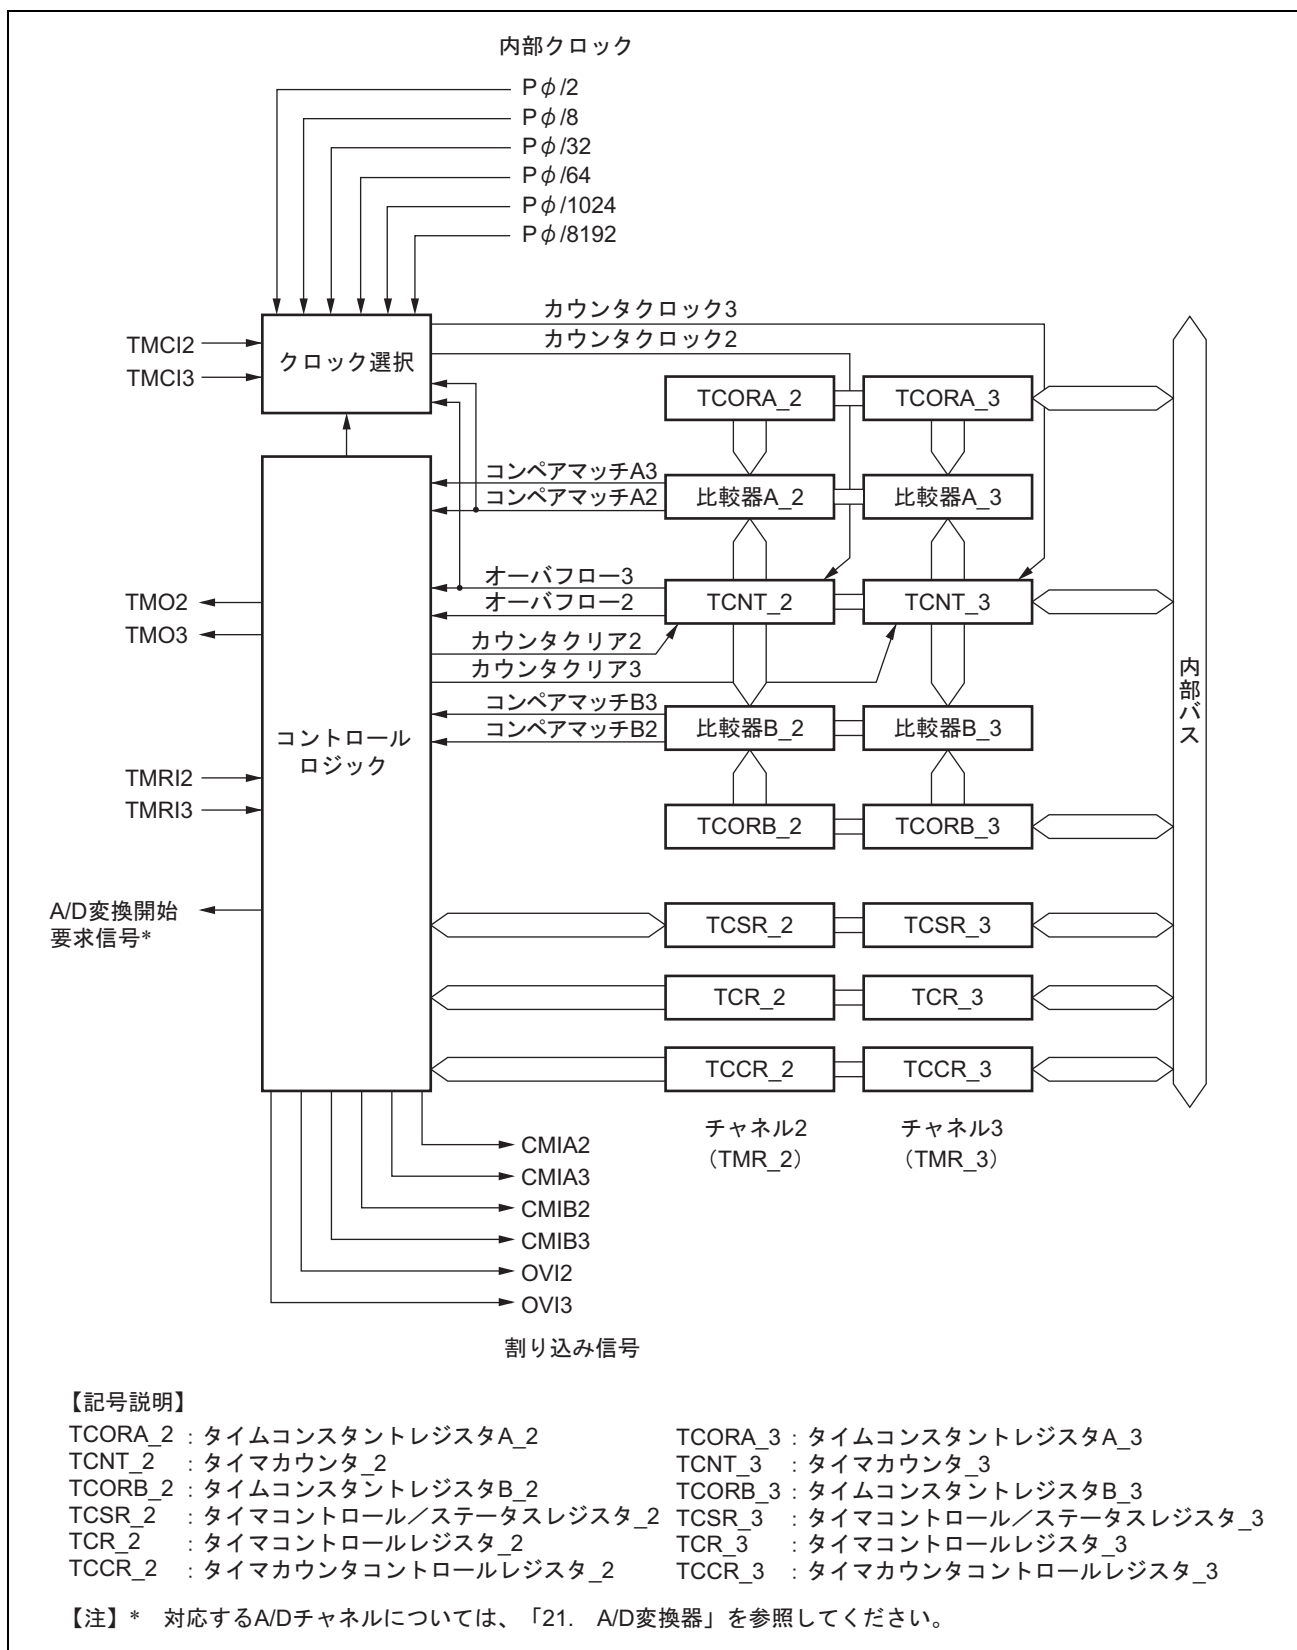 内部クロック
Pφ/2
Pφ/8
Pφ/32
Pφ/64
Pφ/1024
Pφ/8192
カウンタクロック3
カウンタクロック2
TMCI2
TMCI3
クロック選択
TCORA_2
TCORA_3
コンペアマッチA3
コンペアマッチA2
比較器A_2
比較器A_3
オーバフロー3
オーバフロー2
TCNT_2
TCNT_3
TMO2
TMO3
カウンタクリア2
カウンタクリア3
コンペアマッチB3
コンペアマッチB2
比較器B_2
比較器B_3
内部バス
コントロール
ロジック
TMRI2
TMRI3
TCORB_2
TCORB_3
A/D変換開始
要求信号*
TCSR_2
TCSR_3
TCR_2
TCR_3
TCCR_2
TCCR_3
チャネル2
（TMR_2）
チャネル3
（TMR_3）
CMIA2
CMIA3
CMIB2
CMIB3
OVI2
OVI3
割り込み信号
【記号説明】
TCORA_2 : タイムコンスタントレジスタA_2
TCNT_2 : タイマカウンタ_2
TCORB_2 : タイムコンスタントレジスタB_2
TCSR_2 : タイマコントロール／ステータスレジスタ_2
TCR_2 : タイマコントロールレジスタ_2
TCCR_2 : タイマカウンタコントロールレジスタ_2
TCORA_3 : タイムコンスタントレジスタA_3
TCNT_3 : タイマカウンタ_3
TCORB_3 : タイムコンスタントレジスタB_3
TCSR_3 : タイマコントロール／ステータスレジスタ_3
TCR_3 : タイマコントロールレジスタ_3
TCCR_3 : タイマカウンタコントロールレジスタ_3
【注】* 対応するA/Dチャネルについては、「21. A/D変換器」を参照してください。